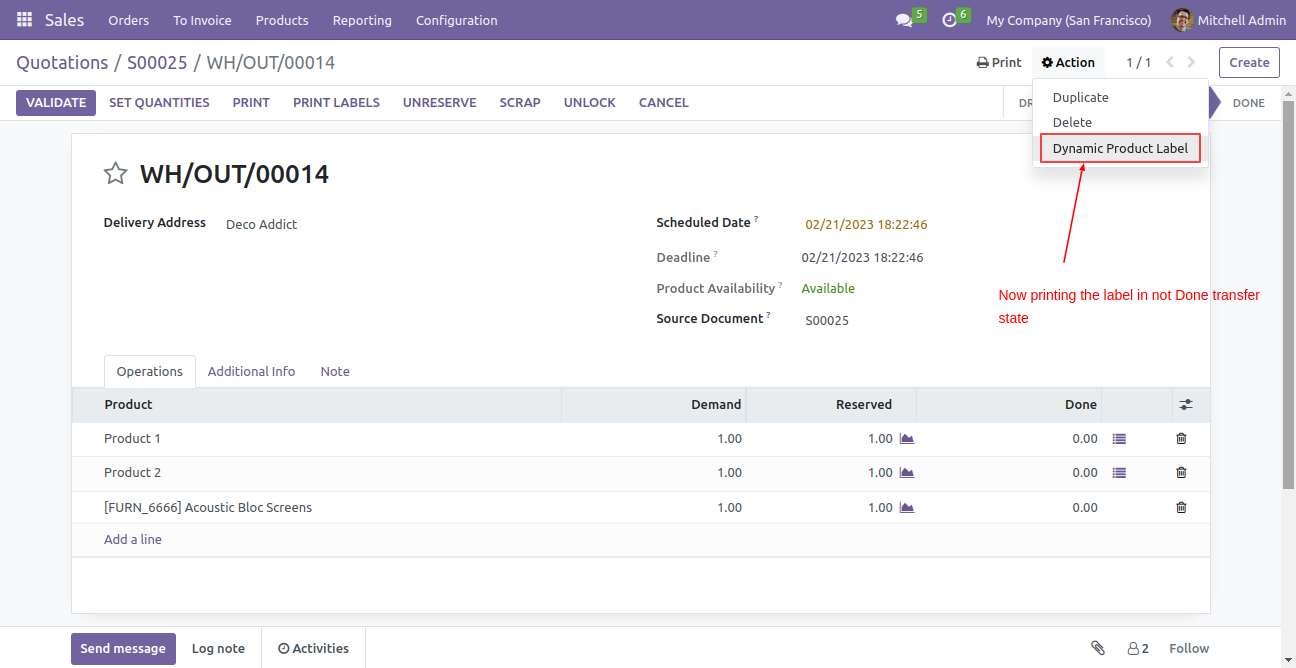 Sales Orders To Invoice Products Reporting Configuration 5 6 My Company (San Francisco) Mitchell Admin
Quotations / S00025 / WH/OUT/00014 Print Action 1 / 1 Create
VALIDATE SET QUANTITIES PRINT PRINT LABELS UNRESERVE SCRAP UNLOCK CANCEL DR DONE
Duplicate
Delete
Dynamic Product Label
WH/OUT/00014
Delivery Address Deco Addict
Scheduled Date ? 02/21/2023 18:22:46
Deadline ? 02/21/2023 18:22:46
Product Availability ? Available
Source Document ? S00025
Now printing the label in not Done transfer
state
Operations Additional Info Note
Product Demand Reserved Done
Product 1 1.00 1.00 0.00
Product 2 1.00 1.00 0.00
[FURN_6666] Acoustic Bloc Screens 1.00 1.00 0.00
Add a line
Send message Log note Activities 2 Follow